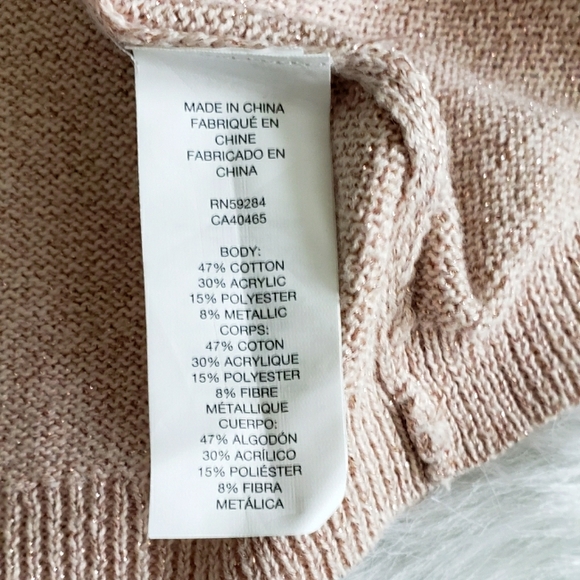 MADE IN CHINA
FABRIQUÉ EN
CHINE
FABRICADO EN
CHINA
RN59284
CA40465
BODY:
47% COTTON
30% ACRYLIC
15% POLYESTER
8% METALLIC
CORPS:
47% COTON
30% ACRYLIQUE
15% POLYESTER
8% FIBRE
MÉTALLIQUE
CUERPO:
47% ALGODÓN
30% ACRÍLICO
15% POLIÉSTER
8% FIBRA
METÁLICA